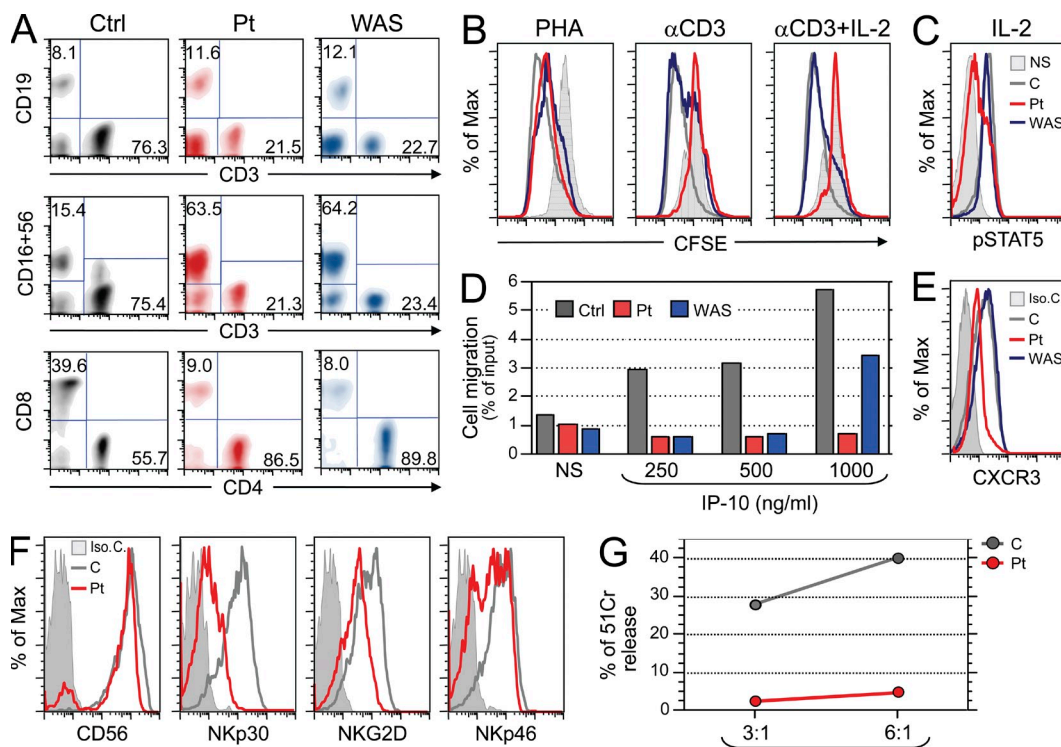 A
Ctrl
Pt
WAS
CD19
8.1
76.3
11.6
21.5
12.1
22.7
CD3
CD16+56
15.4
75.4
63.5
21.3
64.2
23.4
CD3
CD8
39.6
55.7
9.0
86.5
8.0
89.8
CD4
B
PHA
αCD3
αCD3+IL-2
% of Max
CFSE
C
IL-2
% of Max
NS
C
Pt
WAS
pSTAT5
D
Cell migration
(% of input)
6
5
4
3
2
1
0
Ctrl
Pt
WAS
NS
250
500
1000
IP-10 (ng/ml)
E
% of Max
Iso.C
C
Pt
WAS
CXCR3
F
% of Max
Iso.C.
C
Pt
CD56
NKp30
NKG2D
NKp46
G
% of 51Cr
release
40
30
20
10
0
C
Pt
3:1
6:1